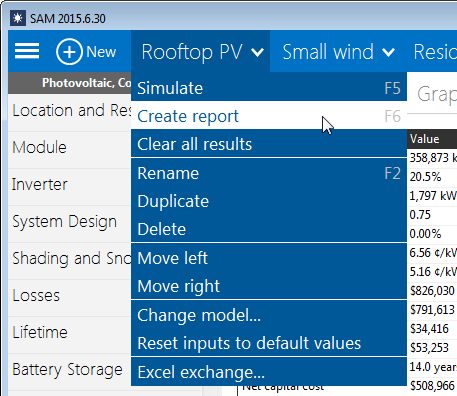 SAM 2015.6.30
New
Rooftop PV
Small wind
Resid
Photovoltaic, Co
Location and Res
Module
Inverter
System Design
Shading and Sno
Losses
Lifetime
Battery Storage
Simulate F5
Create report F6
Clear all results
Rename F2
Duplicate
Delete
Move left
Move right
Change model...
Reset inputs to default values
Excel exchange...
Grap
Value
358,873 k
20.5%
1,797 kW
0.75
0.00%
6.56 ¢/kW
5.16 ¢/kW
$826,030
$791,613
$34,416
$53,253
14.0 years
Net capital cost $508,966